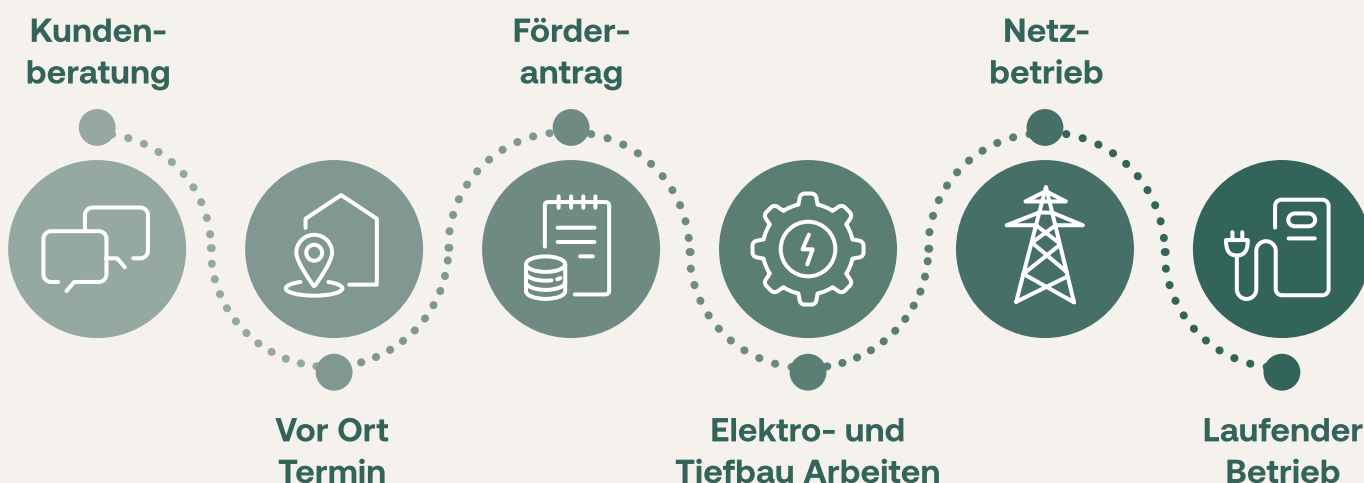 Kunden-
beratung
Vor Ort
Termin
Förder-
antrag
Elektro- und
Tiefbau Arbeiten
Netz-
betrieb
Laufender
Betrieb